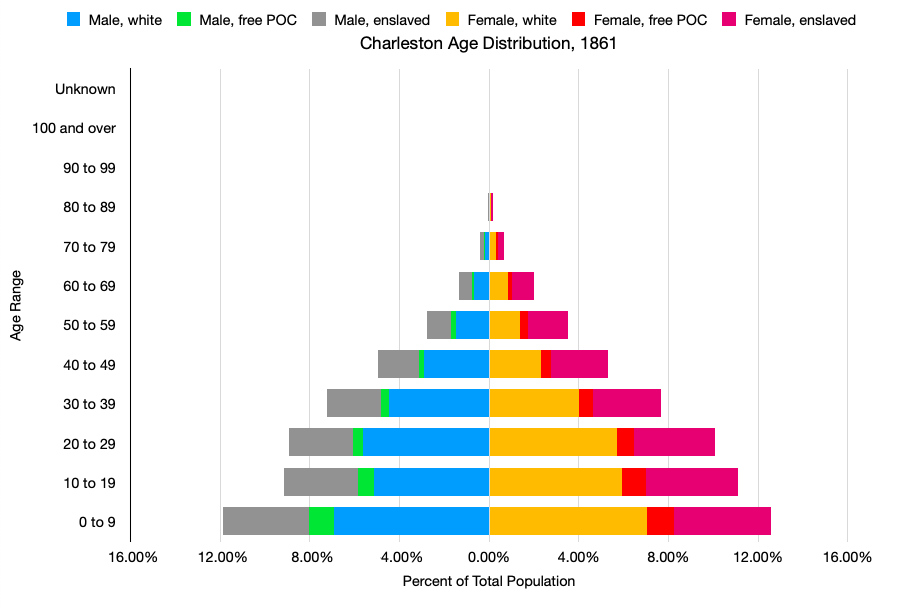 Male, white Male, free POC Male, enslaved Female, white Female, free POC Female, enslaved
Charleston Age Distribution, 1861
Age Range
Unknown
100 and over
90 to 99
80 to 89
70 to 79
60 to 69
50 to 59
40 to 49
30 to 39
20 to 29
10 to 19
0 to 9
16.00% 12.00% 8.00% 4.00% 0.00% 4.00% 8.00% 12.00% 16.00%
Percent of Total Population